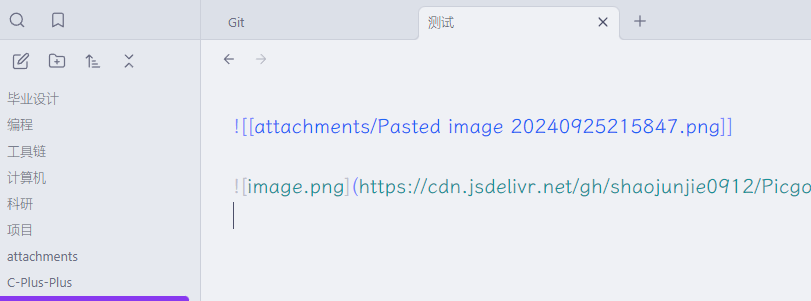 Git
测试
毕业设计
编程
工具链
计算机
科研
项目
attachments
C-Plus-Plus
![[attachments/Pasted image 20240925215847.png]]
![image.png](https://cdn.jsdelivr.net/gh/shaojunjie0912/Picgo